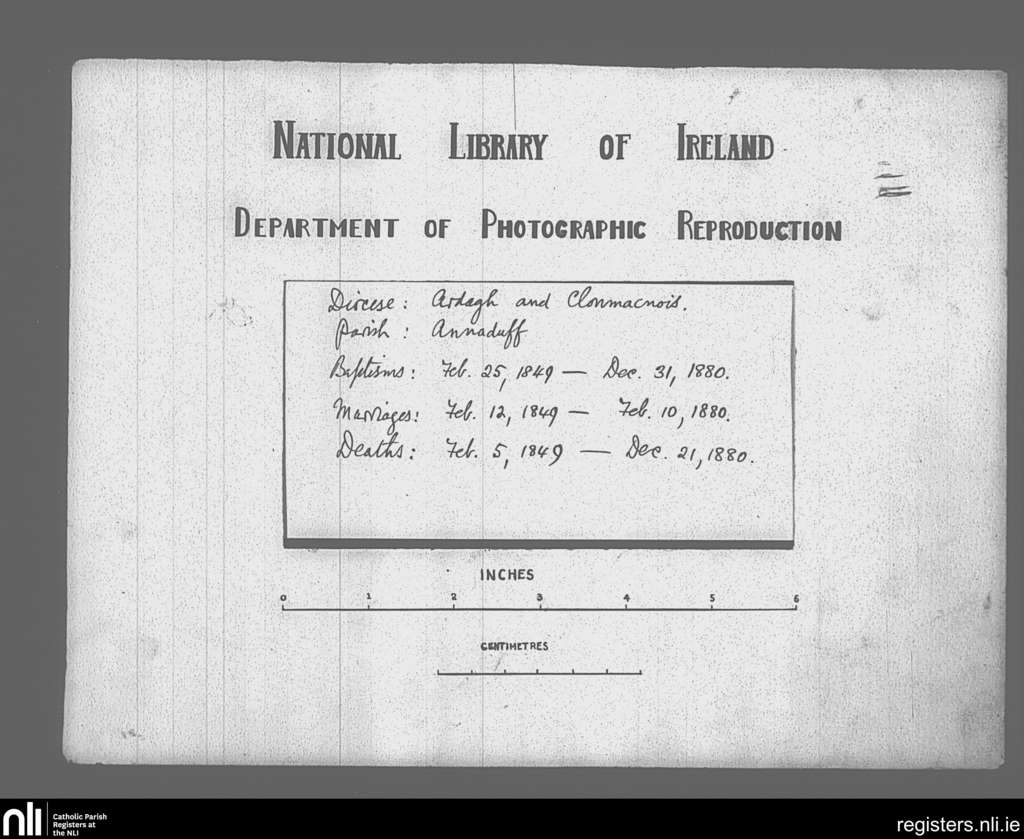 NATIONAL LIBRARY OF IRELAND
DEPARTMENT OF PHOTOGRAPHIC REPRODUCTION
Diocese: Ardagh and Clonmacnois.
Parish: Annaduff
Baptisms: Feb. 25, 1849 — Dec. 31, 1880.
Marriages: Feb. 12, 1849 — Feb. 10, 1880.
Deaths: Feb. 5, 1849 — Dec. 21, 1880.
INCHES
0 1 2 3 4 5 6
CENTIMETRES
nli Catholic Parish
Registers at
the NLI
registers.nli.ie